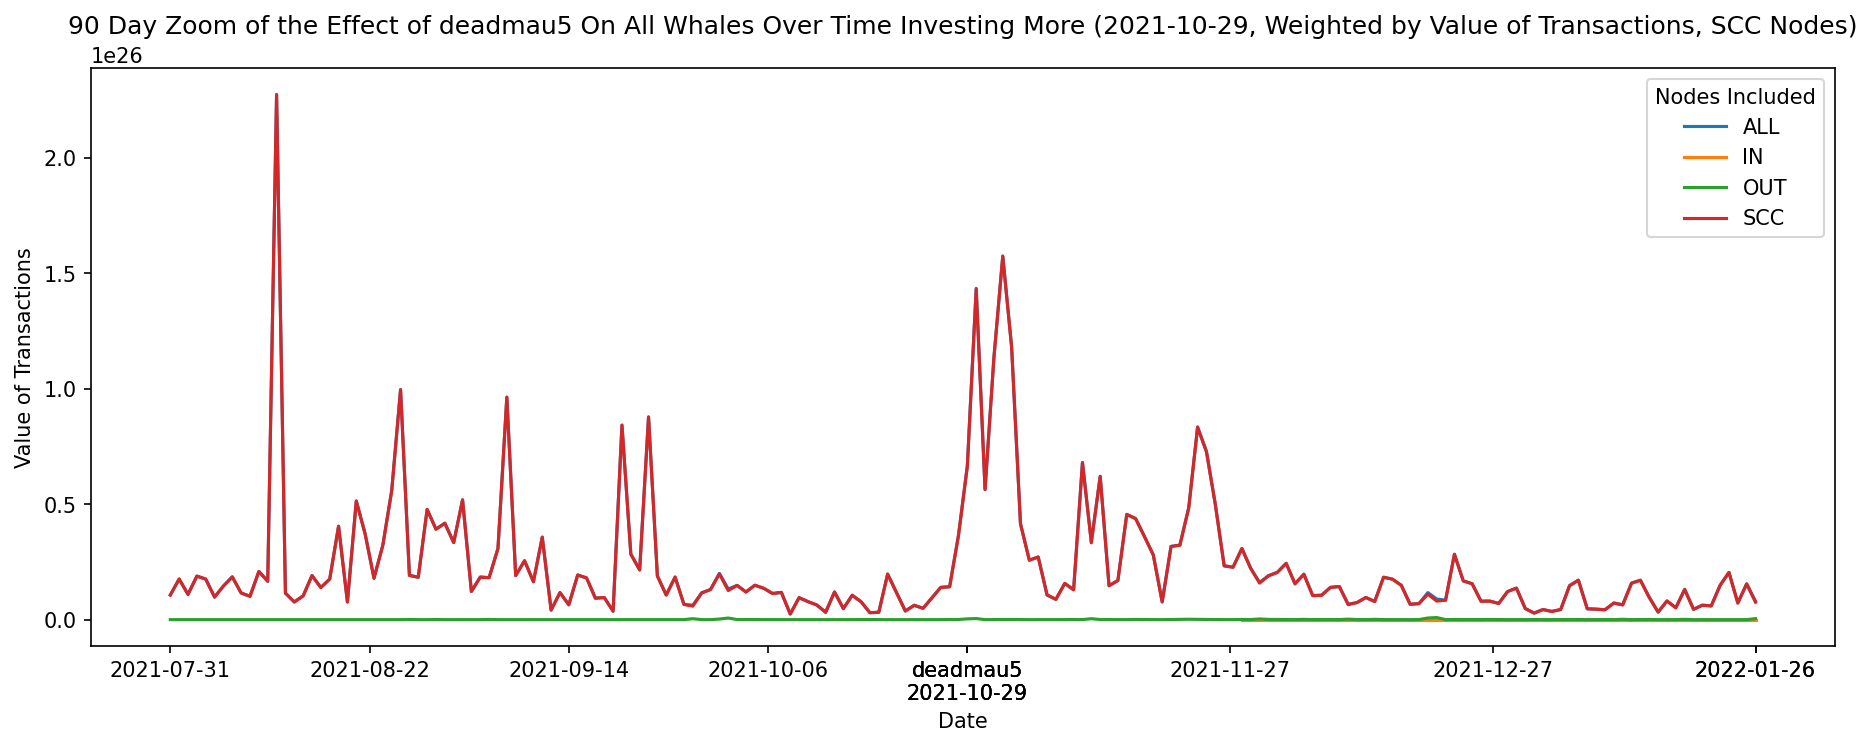 90 Day Zoom of the Effect of deadmau5 On All Whales Over Time Investing More (2021-10-29, Weighted by Value of Transactions, SCC Nodes)
1e26
Nodes Included
ALL
IN
OUT
SCC
Value of Transactions
2.0
1.5
1.0
0.5
0.0
2021-07-31 2021-08-22 2021-09-14 2021-10-06 deadmau5 2021-11-27 2021-12-27 2022-01-26
2021-10-29
Date